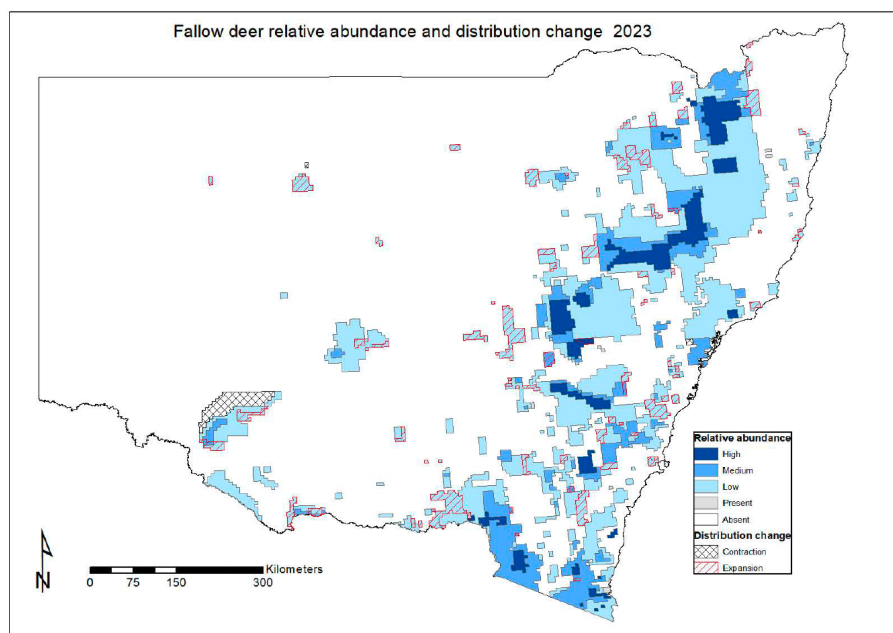 Fallow deer relative abundance and distribution change 2023
Relative abundance
High
Medium
Low
Present
Absent
Distribution change
Contraction
Expansion
N
Kilometers
0 75 150 300